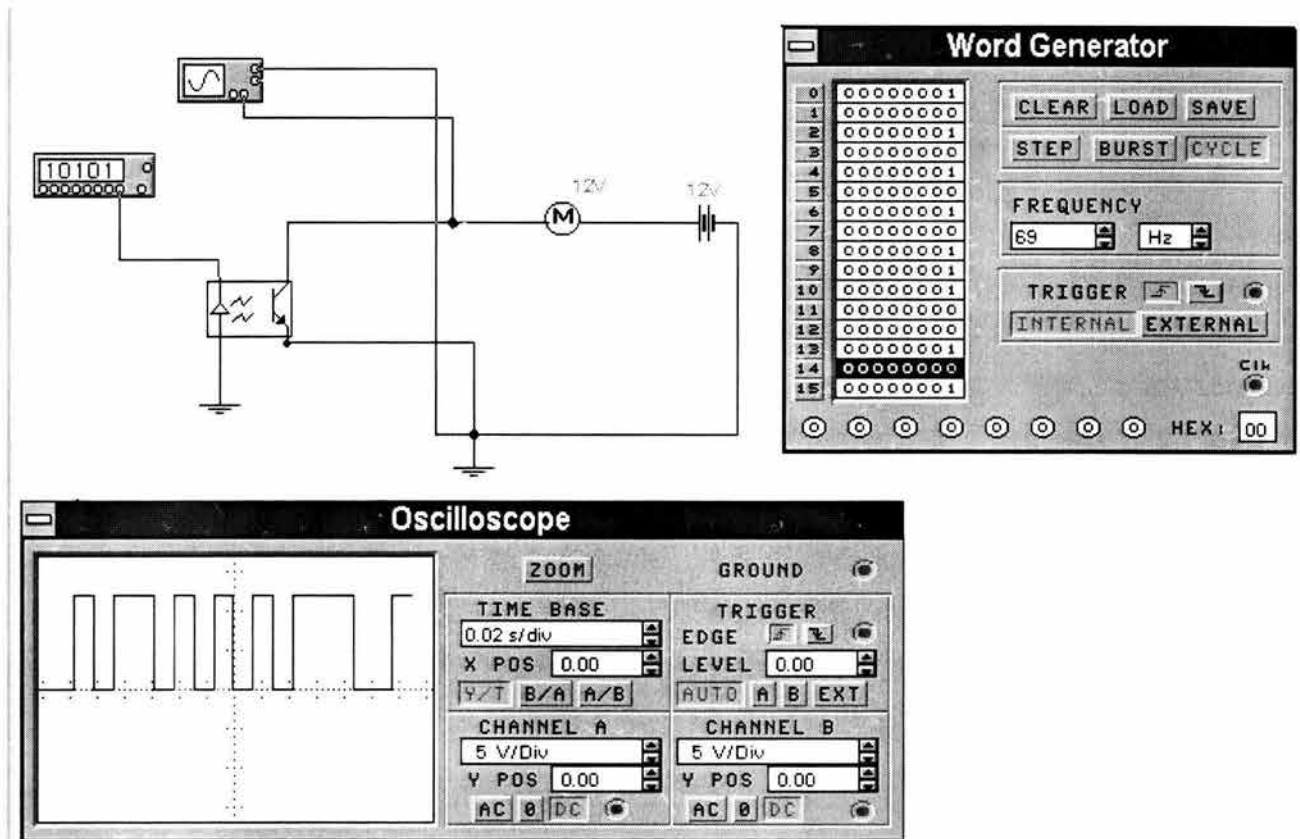 10101
12V
M
12V
Word Generator
0 00000001
1 00000000
2 00000001
3 00000000
4 00000001
5 00000000
6 00000001
7 00000000
8 00000001
9 00000001
10 00000001
11 00000000
12 00000000
13 00000001
14 00000000
15 00000001
CLEAR LOAD SAVE
STEP BURST CYCLE
FREQUENCY
69 Hz
TRIGGER
INTERNAL EXTERNAL
Clk
HEX: 00
Oscilloscope
ZOOM GROUND
TIME BASE
0.02 s/div
X POS 0.00
Y/T B/A A/B
TRIGGER
EDGE
LEVEL 0.00
AUTO A B EXT
CHANNEL A
5 V/Div
Y POS 0.00
AC 0 DC
CHANNEL B
5 V/Div
Y POS 0.00
AC 0 DC